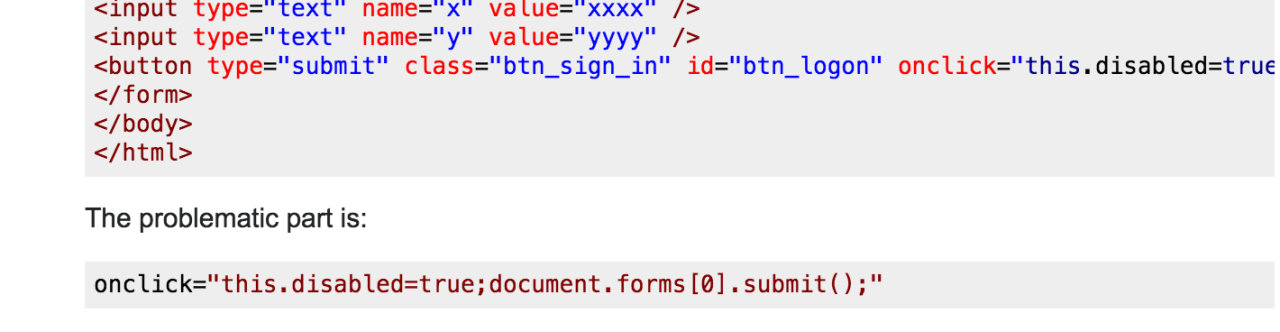 <input type="text" name="x" value="xxxx" />
<input type="text" name="y" value="yyyy" />
<button type="submit" class="btn_sign_in" id="btn_logon" onclick="this.disabled=true
</form>
</body>
</html>
The problematic part is:
onclick="this.disabled=true;document.forms[0].submit();"